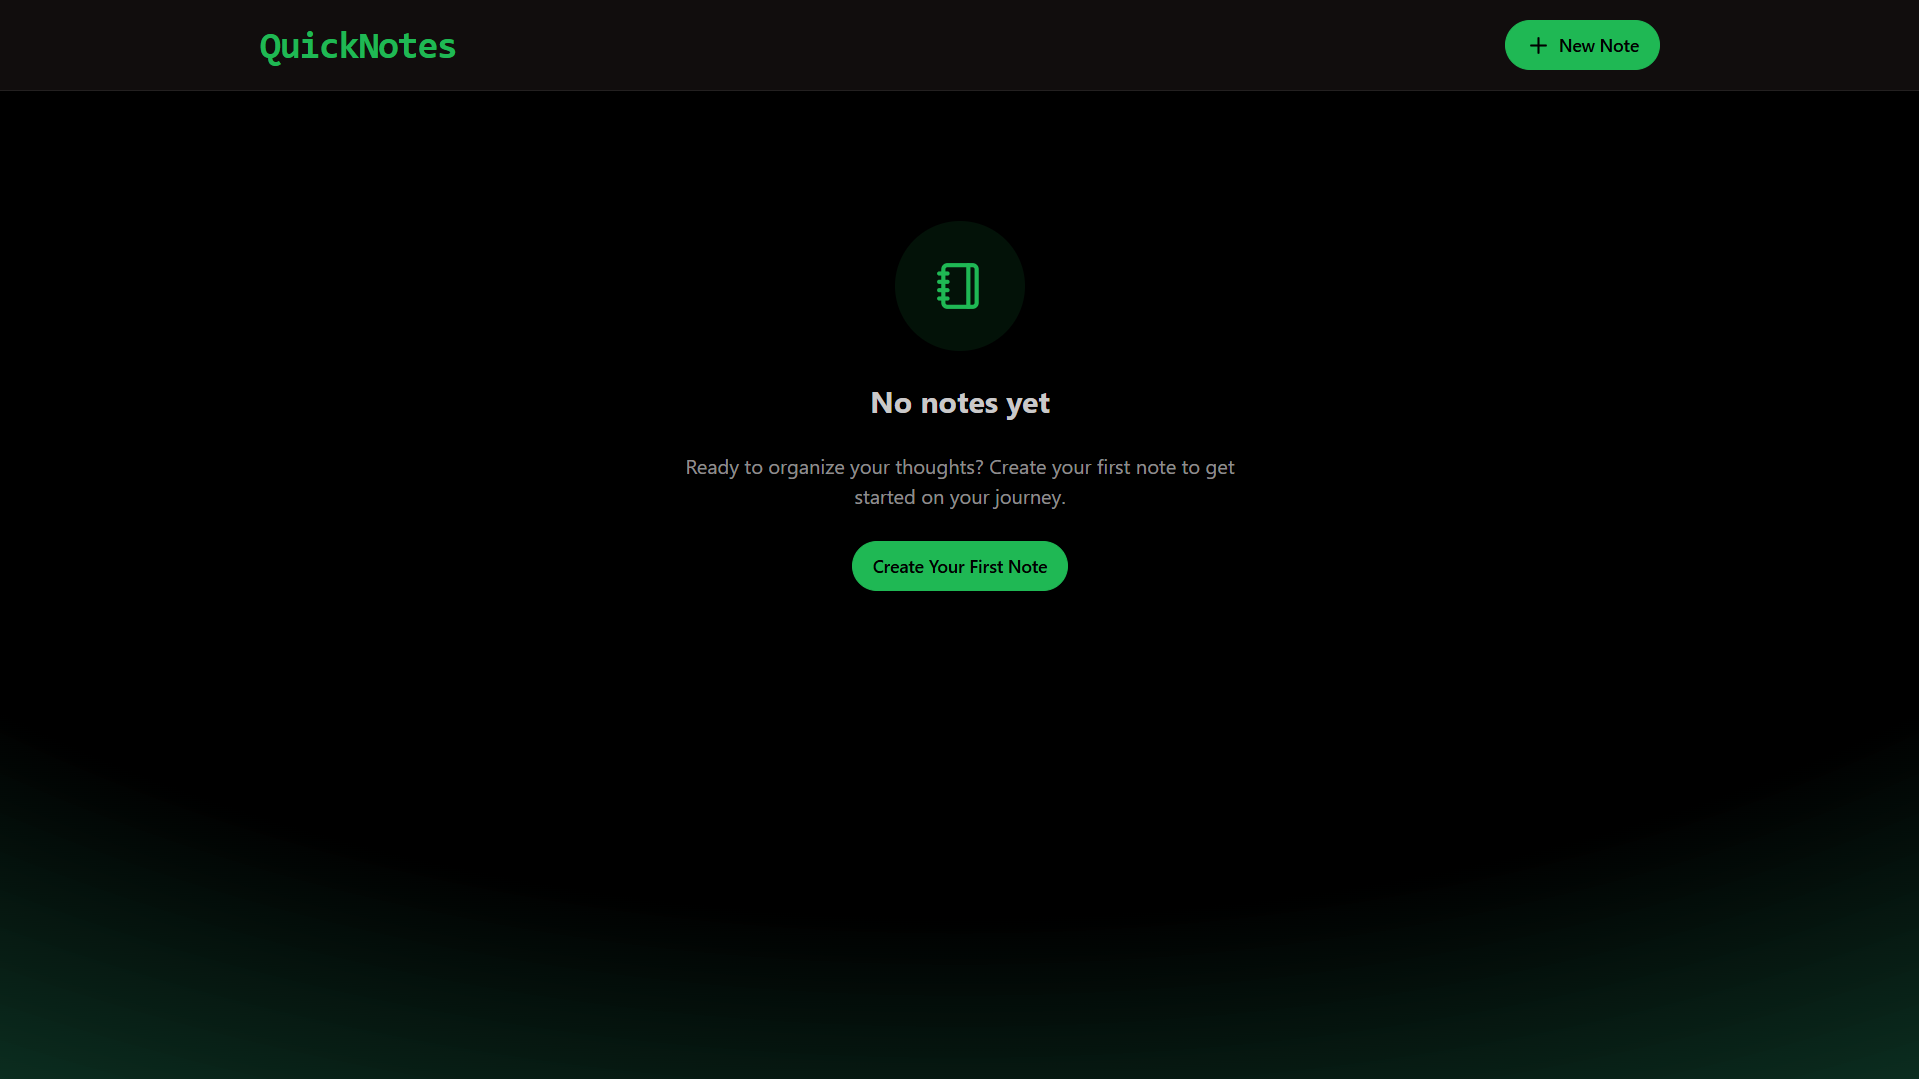 QuickNotes
New Note
No notes yet
Ready to organize your thoughts? Create your first note to get
started on your journey.
Create Your First Note